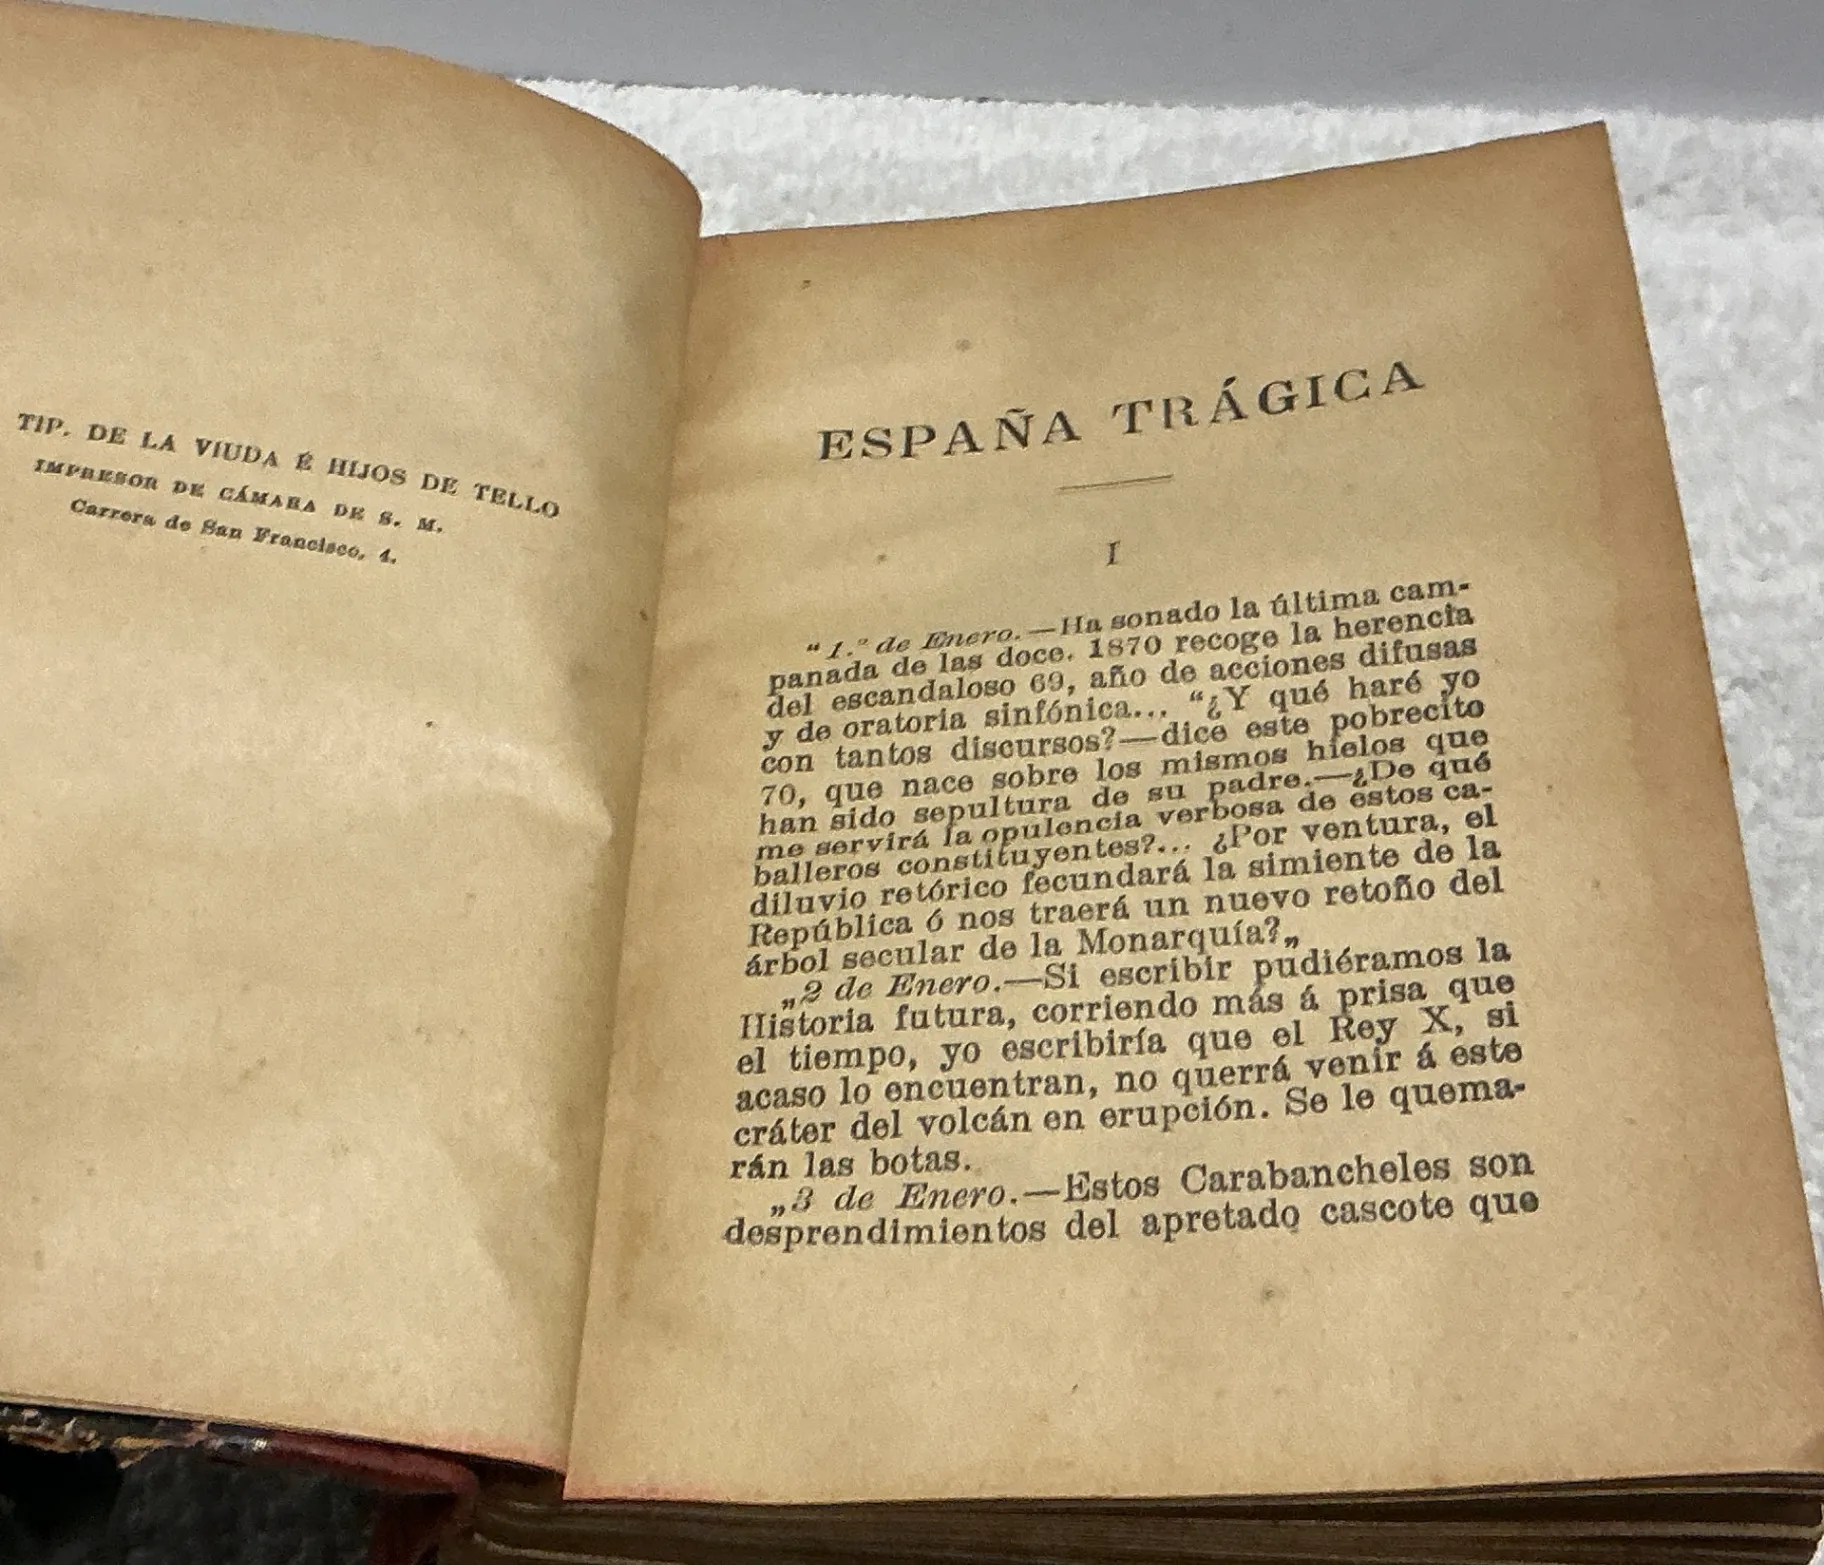 TIP. DE LA VIUDA É HIJOS DE TELLO
IMPRESOR DE CÁMARA DE S. M.
Carrera de San Francisco, 4.
ESPAÑA TRÁGICA
I
“1.º de Enero.—Ha sonado la última cam-
panada de las doce. 1870 recoge la herencia
del escandaloso 69, año de acciones difusas
y de oratoria sinfónica... “¿Y qué haré yo
con tantos discursos?—dice este pobrecito
70, que nace sobre los mismos hielos que
han sido sepultura de su padre.—¿De qué
me servirá la opulencia verbosa de estos ca-
balleros constituyentes?... ¿Por ventura, el
diluvio retórico fecundará la simiente de la
República ó nos traerá un nuevo retoño del
árbol secular de la Monarquía?„
„2 de Enero.—Si escribir pudiéramos la
Historia futura, corriendo más á prisa que
el tiempo, yo escribiría que el Rey X, si
acaso lo encuentran, no querrá venir á este
cráter del volcán en erupción. Se le quema-
rán las botas.
„3 de Enero.—Estos Carabancheles son
desprendimientos del apretado cascote que